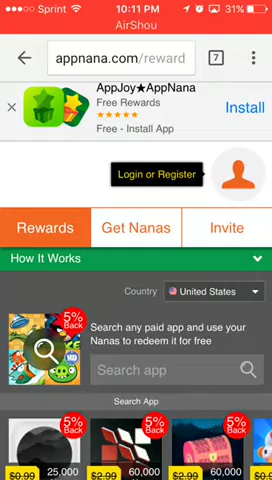 Sprint 10:11 PM 31%
AirShou
appnana.com/reward 7
AppJoy★AppNana
Free Rewards
★★★★★
Free - Install App
Install
Login or Register
Rewards Get Nanas Invite
How It Works
Country United States
5%
Back
HD
Search any paid app and use your
Nanas to redeem it for free
Search app
Search App
5%
Back
5%
Back
5%
Back
$0.99 25,000 $2.99 60,000 $2.99 60,000